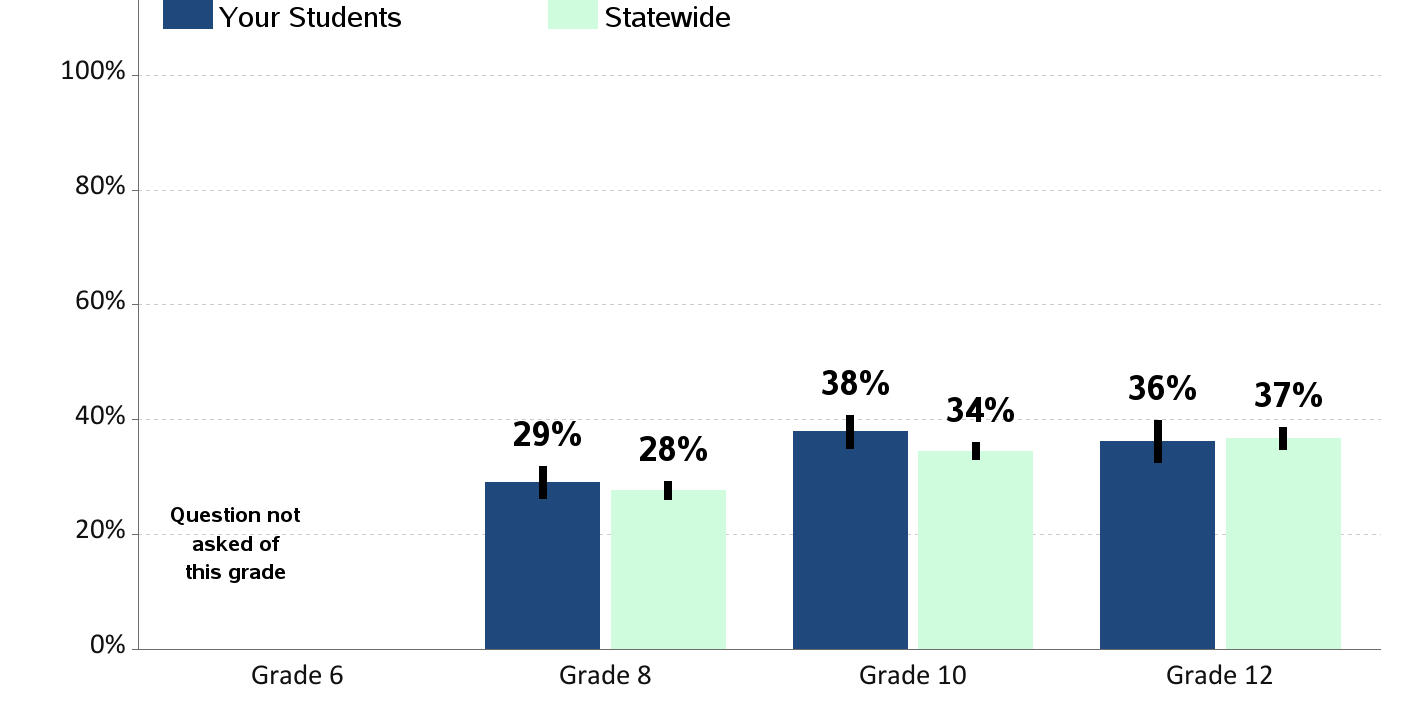 Your Students Statewide
100%
80%
60%
40%
20%
0%
38%
36%
37%
34%
29%
28%
Question not
asked of
this grade
Grade 6 Grade 8 Grade 10 Grade 12